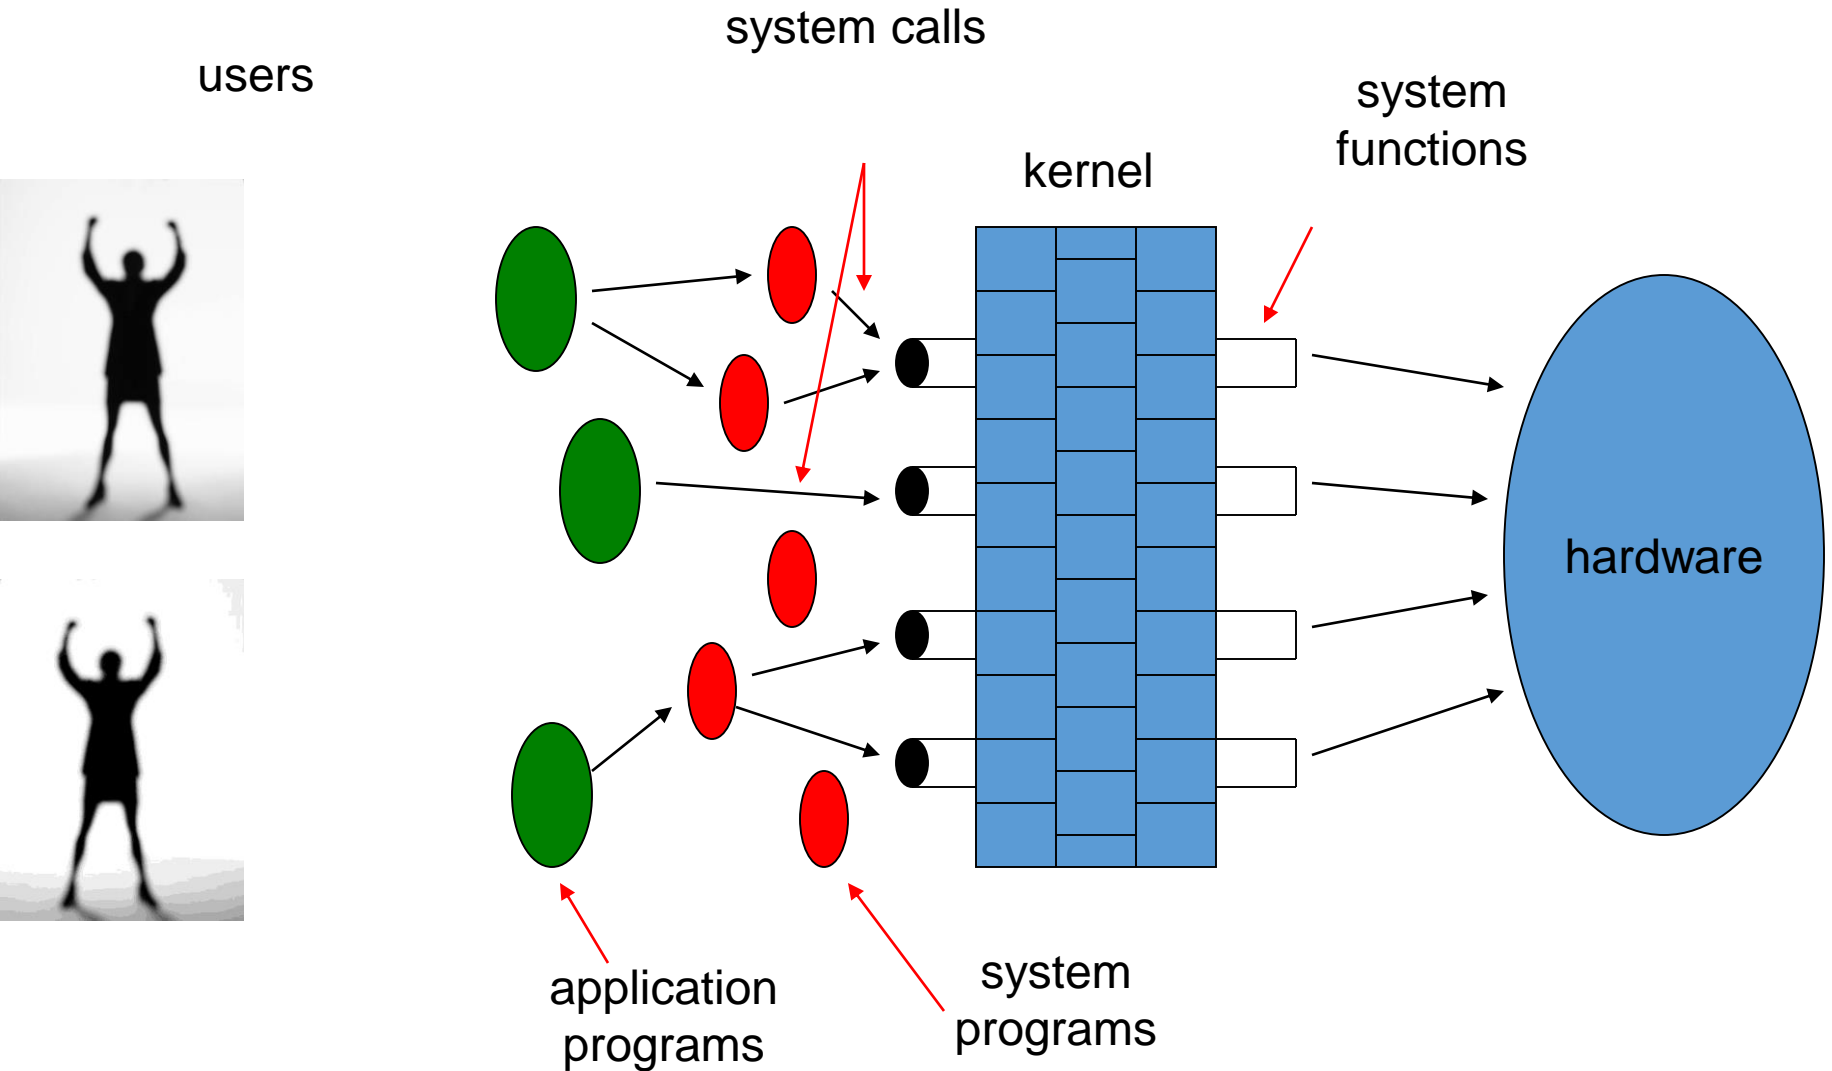 system calls
users
system
functions
kernel
hardware
application
programs
system
programs